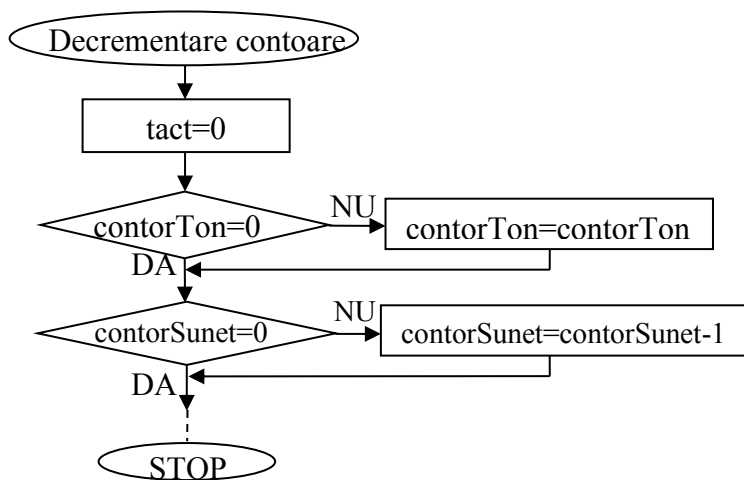 Decrementare contoare
tact=0
contorTon=0
NU
contorTon=contorTon
DA
contorSunet=0
NU
contorSunet=contorSunet-1
DA
STOP